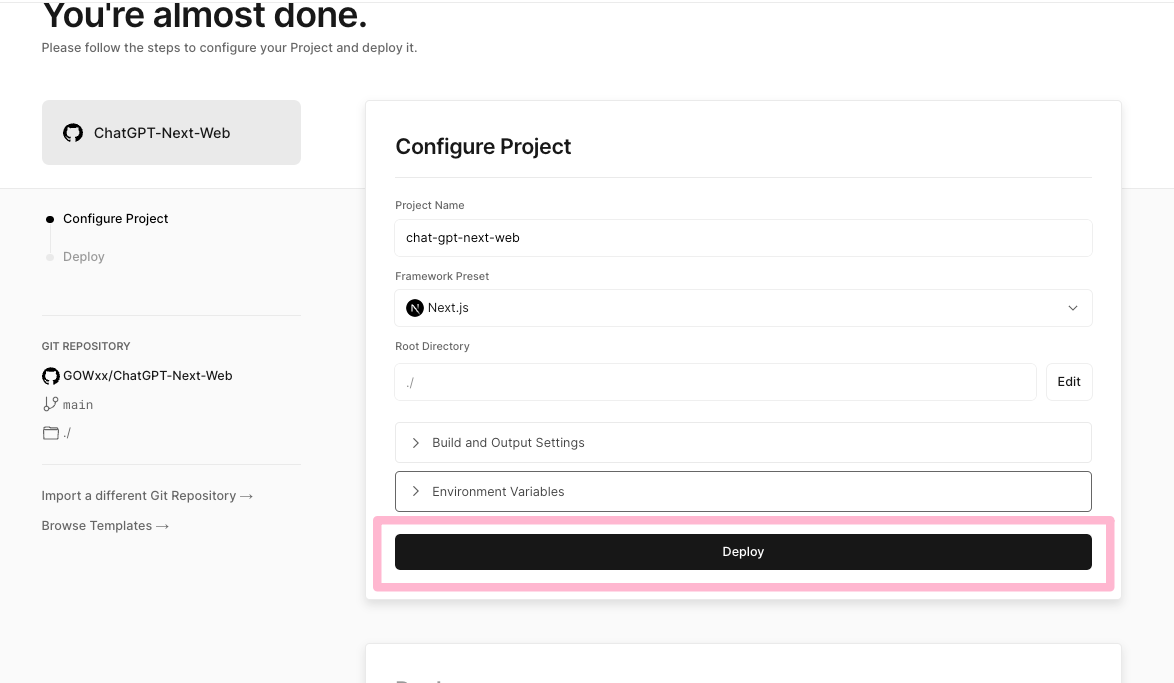 You're almost done.
Please follow the steps to configure your Project and deploy it.
ChatGPT-Next-Web
Configure Project
Deploy
GIT REPOSITORY
GOWxx/ChatGPT-Next-Web
main
./
Import a different Git Repository →
Browse Templates →
Configure Project
Project Name
chat-gpt-next-web
Framework Preset
N Next.js
Root Directory
./
Edit
Build and Output Settings
Environment Variables
Deploy